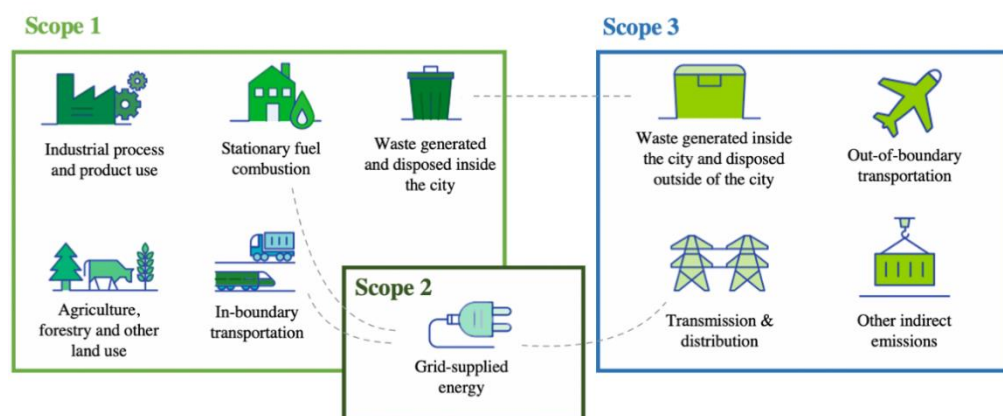 Scope 1
Industrial process
and product use
Stationary fuel
combustion
Waste generated
and disposed inside
the city
Agriculture,
forestry and other
land use
In-boundary
transportation
Scope 2
Grid-supplied
energy
Scope 3
Waste generated inside
the city and disposed
outside of the city
Out-of-boundary
transportation
Transmission &
distribution
Other indirect
emissions